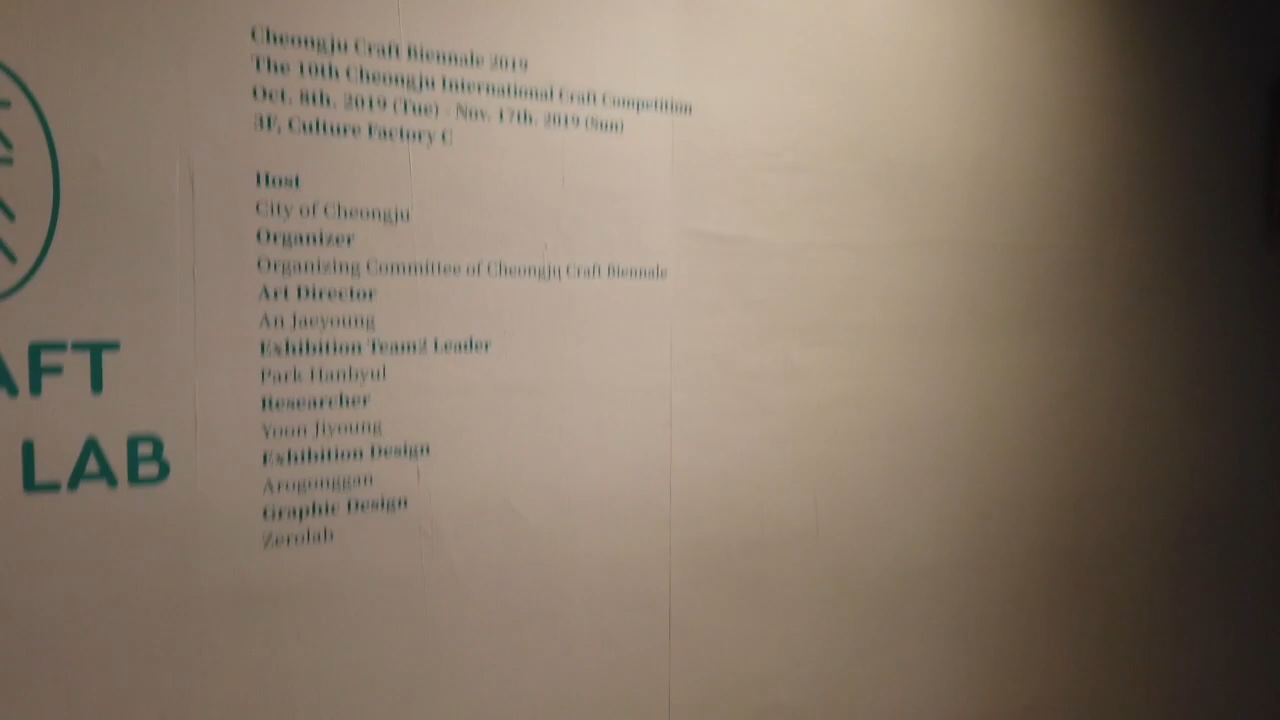 Cheongju Craft Biennale 2019
The 10th Cheongju International Craft Competition
Oct. 8th. 2019 (Tue) - Nov. 17th. 2019 (Sun)
3F, Culture Factory C
Host
City of Cheongju
Organizer
Organizing Committee of Cheongju Craft Biennale
Art Director
An Jaeyoung
Exhibition Team2 Leader
Park Hanbyul
Researcher
Yoon Jiyoung
Exhibition Design
Arogonggan
Graphic Design
Zerolab
AFT
LAB